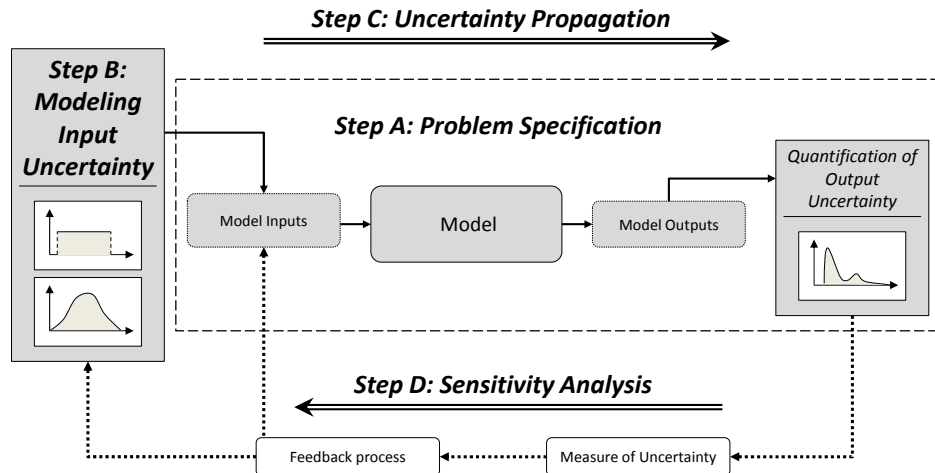 Step C: Uncertainty Propagation
Step B:
Modeling
Input
Uncertainty
Step A: Problem Specification
Quantification of
Output
Uncertainty
Model Inputs
Model
Model Outputs
Step D: Sensitivity Analysis
Feedback process
Measure of Uncertainty